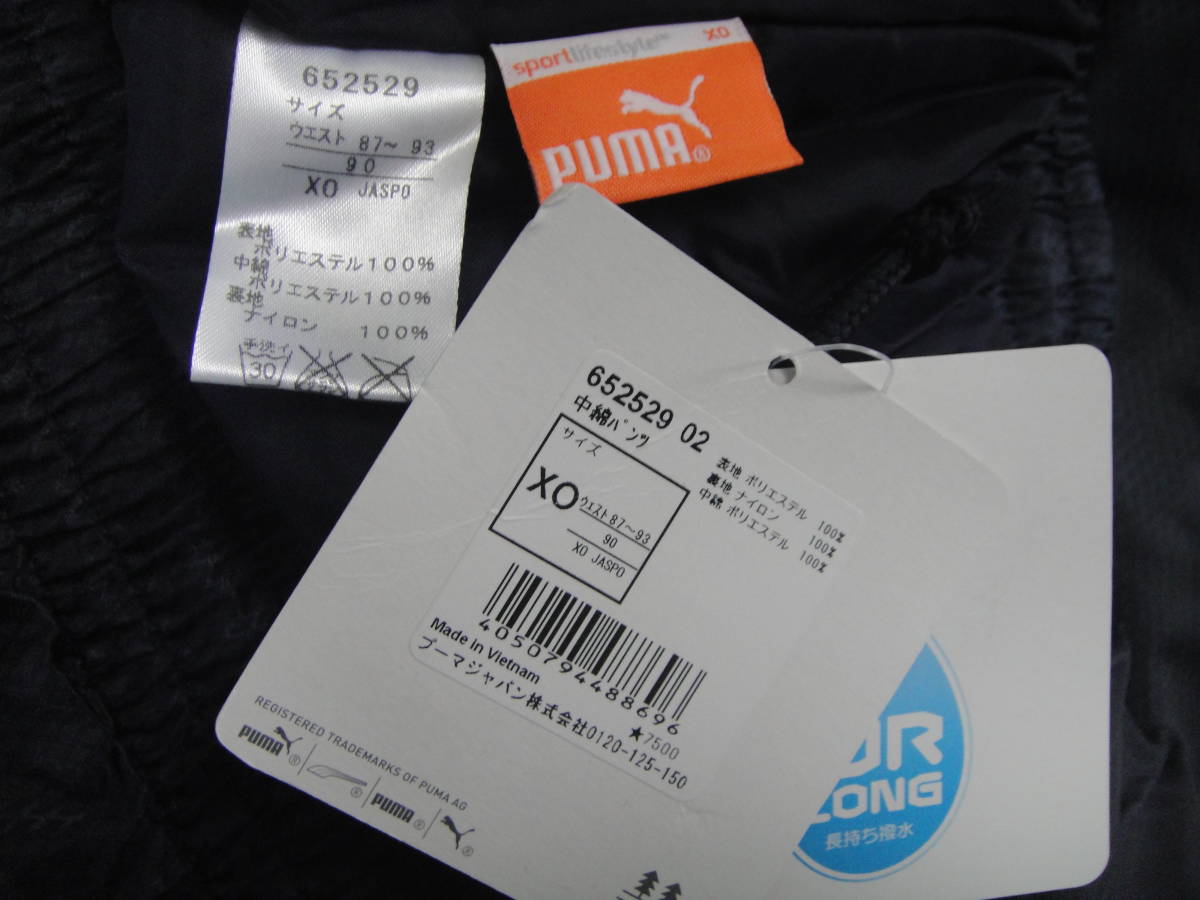 652529
サイズ
ウエスト 87～93
90
XO JASPO
表地
ポリエステル100%
中綿
ポリエステル100%
裏地
ナイロン 100%
手洗イ
30
sportlifestyle XO
PUMA®
652529 02
中綿パンツ
サイズ
XO
ウエスト87～93
90
XO JASPO
表地 ポリエステル 100%
裏地 ナイロン 100%
中綿 ポリエステル 100%
4050794488696
Made in Vietnam
★7500
プーマジャパン株式会社0120-125-150
REGISTERED TRADEMARKS OF PUMA AG
PUMA® ® PUMA® ®
LONG
長持ち撥水